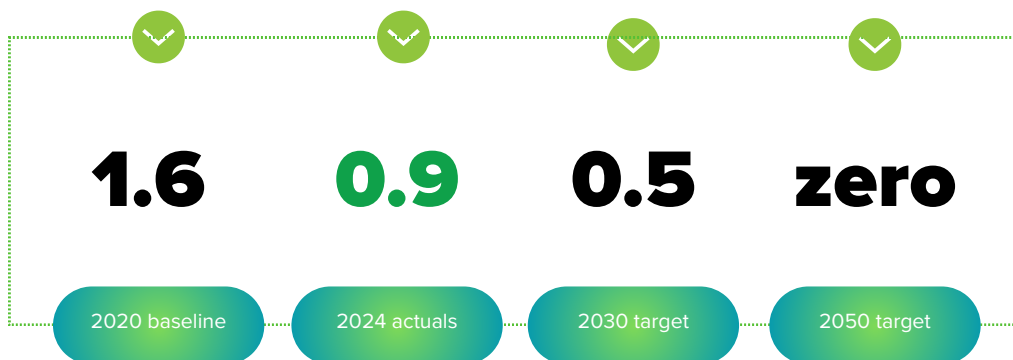 1.6
0.9
0.5
zero
2020 baseline
2024 actuals
2030 target
2050 target